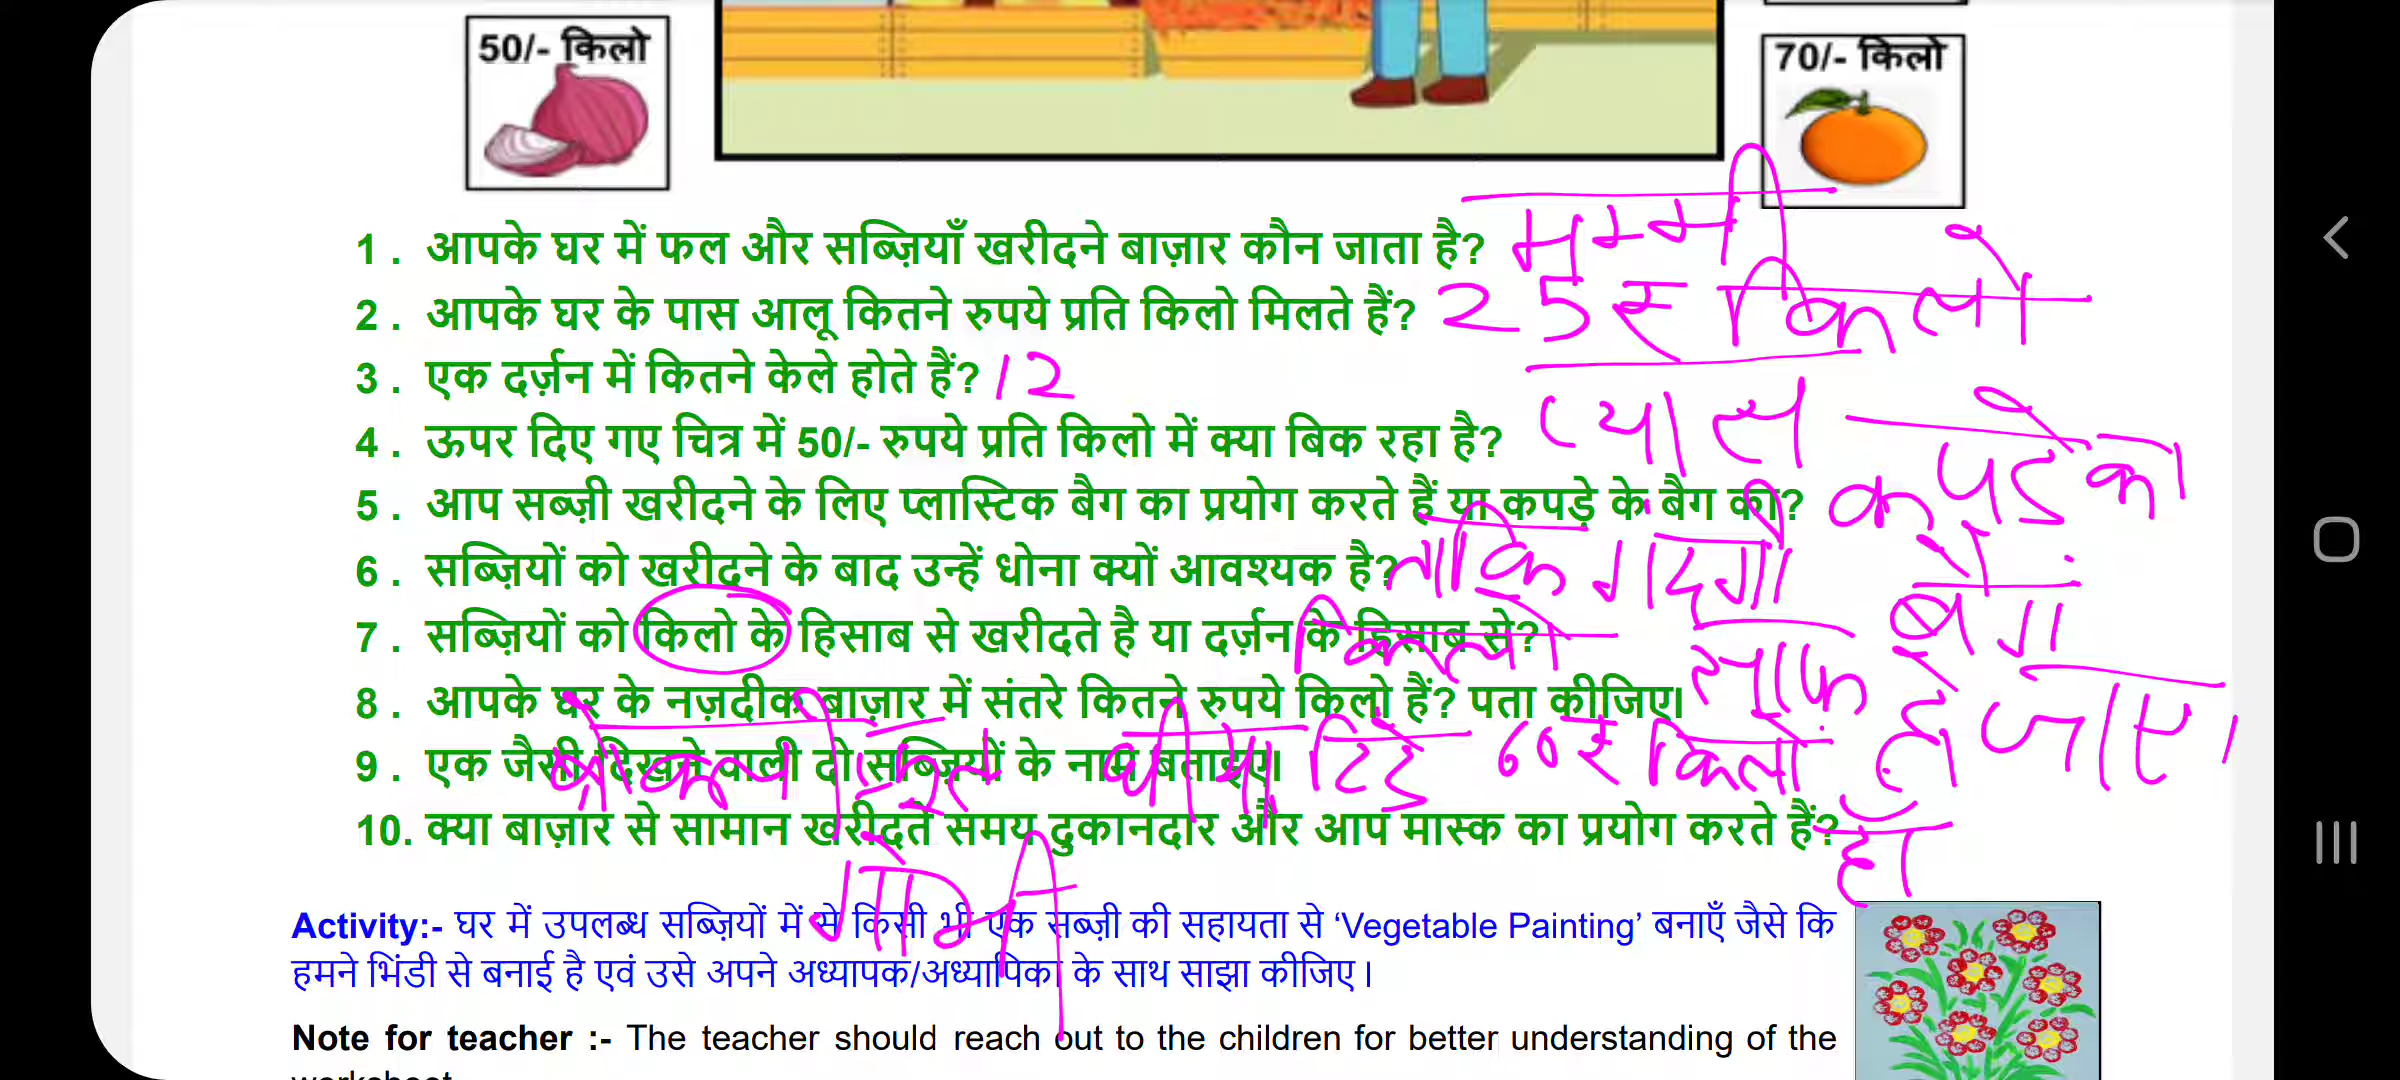 50/- किलो
70/- किलो
1 . आपके घर में फल और सब्ज़ियाँ खरीदने बाज़ार कौन जाता है? मम्मी
2 . आपके घर के पास आलू कितने रुपये प्रति किलो मिलते हैं? 25 रु किलो
3 . एक दर्ज़न में कितने केले होते हैं? 12
4 . ऊपर दिए गए चित्र में 50/- रुपये प्रति किलो में क्या बिक रहा है?
5 . आप सब्ज़ी खरीदने के लिए प्लास्टिक बैग का प्रयोग करते हैं या कपड़े के बैग का? कपड़े का
बैग
6 . सब्ज़ियों को खरीदने के बाद उन्हें धोना क्यों आवश्यक है? ताकि गंदगी
साफ हो जाए।
7 . सब्ज़ियों को किलो के हिसाब से खरीदते है या दर्ज़न के हिसाब से? किलो
8 . आपके घर के नज़दीक बाज़ार में संतरे कितने रुपये किलो हैं? पता कीजिए।
60 रु किलो
9 . एक जैसी दिखने वाली दो सब्ज़ियों के नाम बताइए।
गोभी
10. क्या बाज़ार से सामान खरीदते समय दुकानदार और आप मास्क का प्रयोग करते हैं? हाँ
Activity:- घर में उपलब्ध सब्ज़ियों में से किसी भी एक सब्ज़ी की सहायता से ‘Vegetable Painting’ बनाएँ जैसे कि
हमने भिंडी से बनाई है एवं उसे अपने अध्यापक/अध्यापिका के साथ साझा कीजिए ।
Note for teacher :- The teacher should reach out to the children for better understanding of the
worksheet